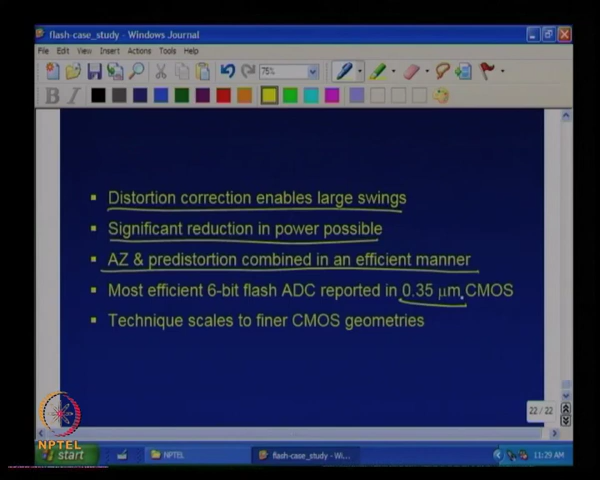 flash-case_study - Windows Journal
File Edit View Insert Actions Tools Help
75%
B I
▪ Distortion correction enables large swings
▪ Significant reduction in power possible
▪ AZ & predistortion combined in an efficient manner
▪ Most efficient 6-bit flash ADC reported in 0.35 μm CMOS
▪ Technique scales to finer CMOS geometries
22 / 22
NPTEL
start
NPTEL
flash-case_study - Wi...
11:29 AM